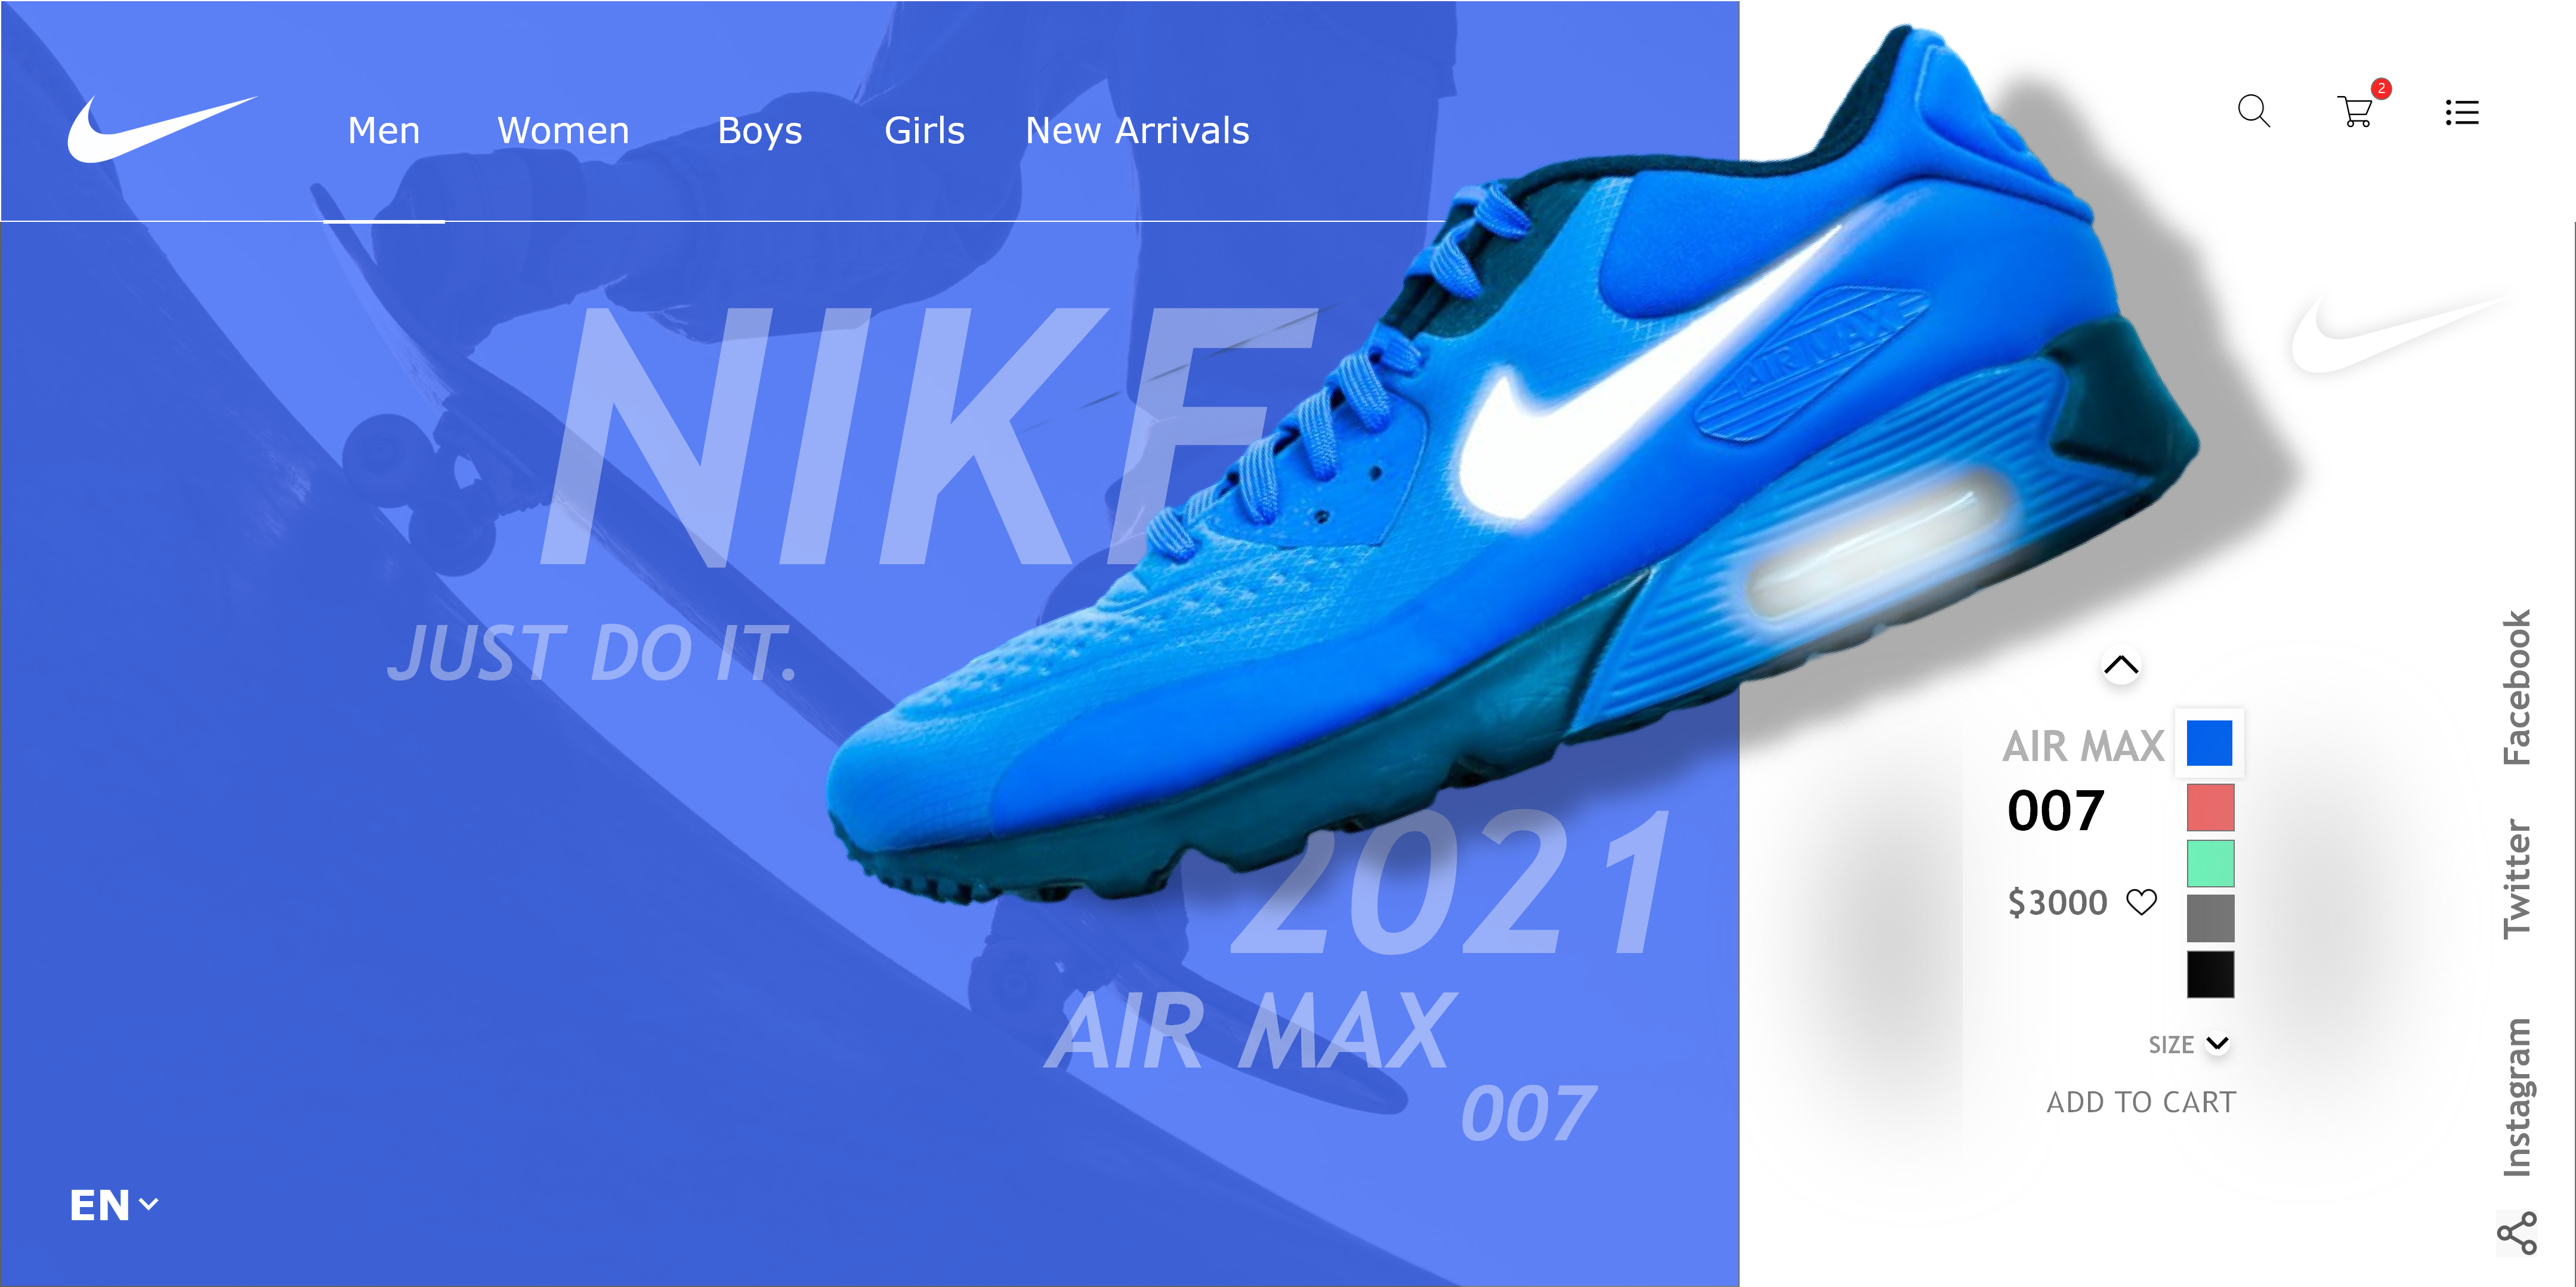 Men Women Boys Girls New Arrivals
2
NIKE
JUST DO IT.
AIR MAX
2021
AIR MAX
007
EN
AIR MAX
007
$3000
SIZE
ADD TO CART
Facebook
Twitter
Instagram